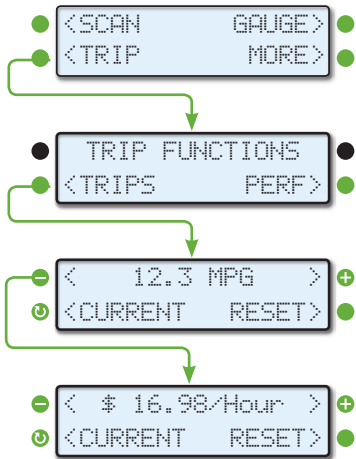 <SCAN GAUGE>
<TRIP MORE>
TRIP FUNCTIONS
<TRIPS PERF>
< 12.3 MPG >
<CURRENT RESET>
< $ 16.98/Hour >
<CURRENT RESET>